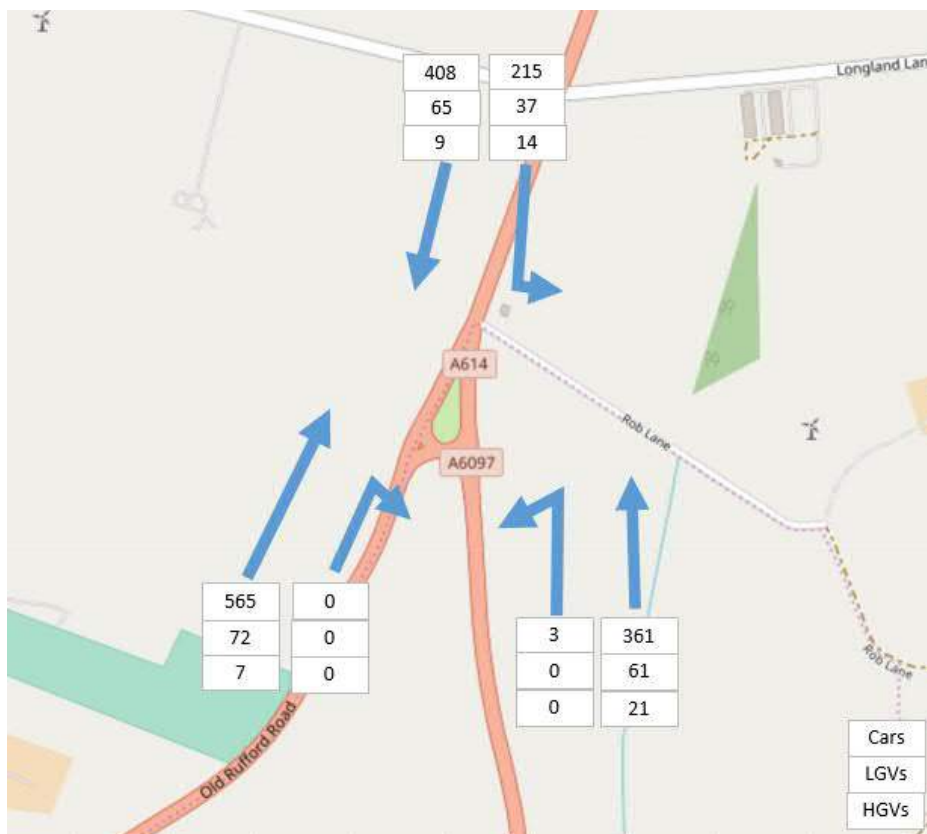 408 215
65 37
9 14
Longland Lan
A614
Rob Lane
A6097
565 0
72 0
7 0
3 361
0 61
0 21
Rob Lane
Old Rufford Road
Cars
LGVs
HGVs